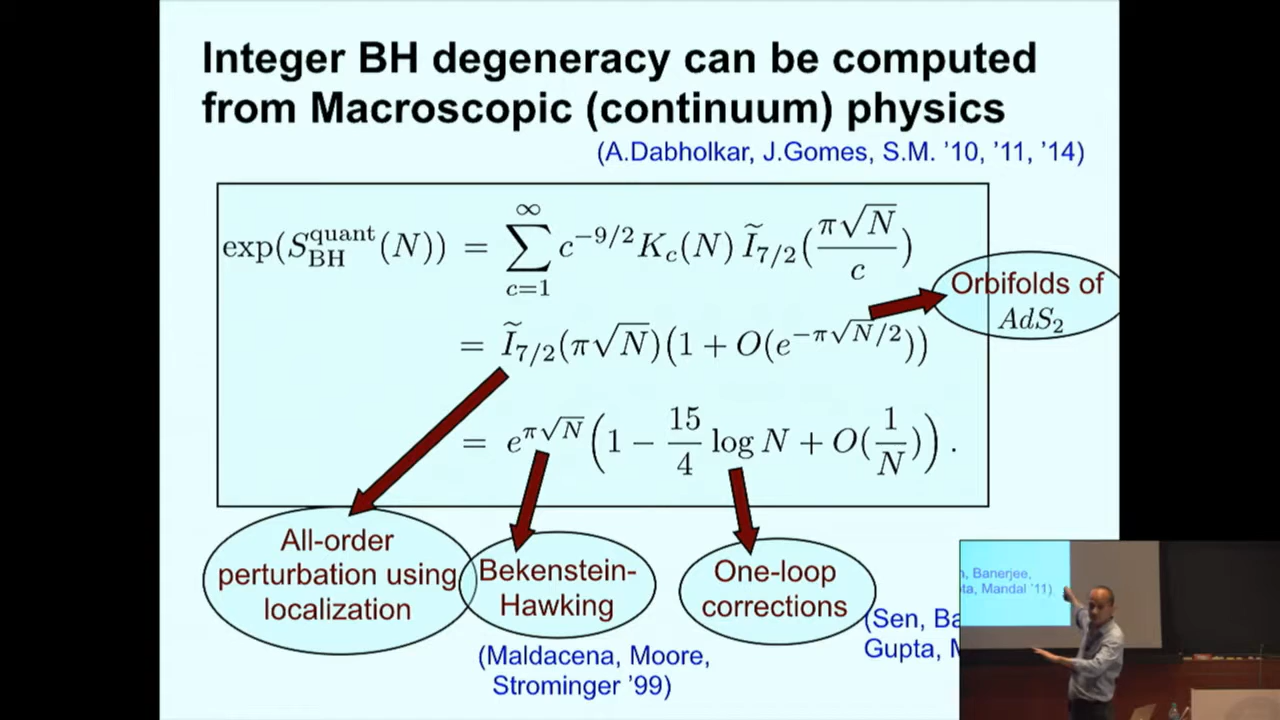 Integer BH degeneracy can be computed
from Macroscopic (continuum) physics
(A.Dabholkar, J.Gomes, S.M. ’10, ’11, ’14)
exp(S_BH^quant(N)) = ∑_{c=1}^∞ c^{-9/2} K_c(N) Ĩ_{7/2}(π√N/c)
Orbifolds of
AdS_2
= Ĩ_{7/2}(π√N)(1 + O(e^{-π√N/2}))
= e^{π√N}(1 − 15/4 log N + O(1/N)).
All-order
perturbation using
localization
Bekenstein-
Hawking
One-loop
corrections
(Maldacena, Moore,
Strominger ’99)
(Sen, Ba
Gupta, M
, Banerjee,
ta, Mandal ’11)